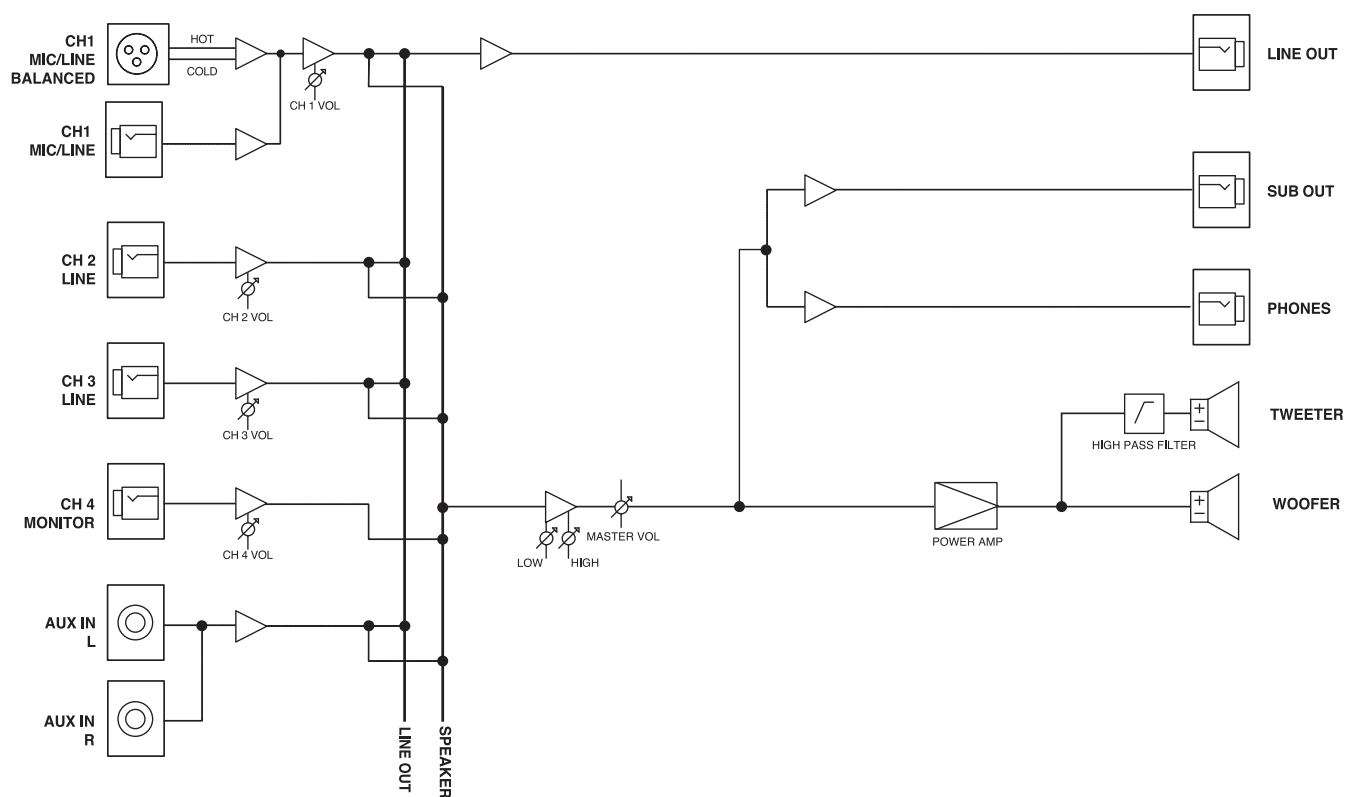 CH1
MIC/LINE
BALANCED
HOT
COLD
CH 1 VOL
LINE OUT
CH1
MIC/LINE
SUB OUT
CH 2
LINE
CH 2 VOL
PHONES
CH 3
LINE
CH 3 VOL
TWEETER
HIGH PASS FILTER
CH 4
MONITOR
CH 4 VOL
LOW
HIGH
MASTER VOL
POWER AMP
WOOFER
AUX IN
L
AUX IN
R
LINE OUT
SPEAKER